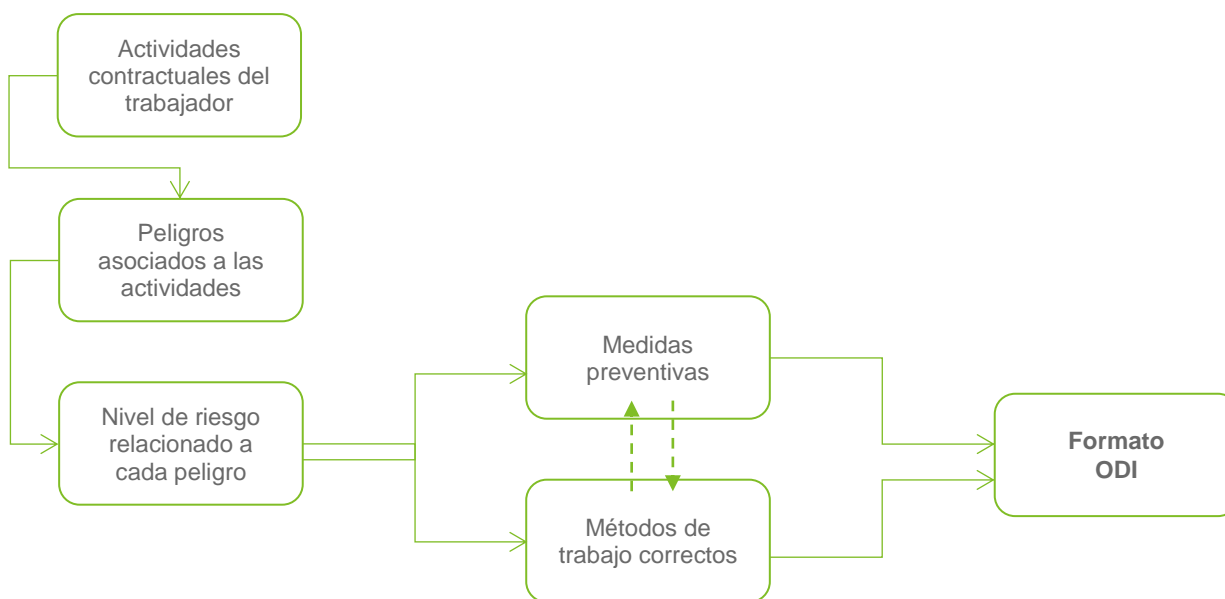 Actividades
contractuales del
trabajador
Peligros
asociados a las
actividades
Nivel de riesgo
relacionado a
cada peligro
Medidas
preventivas
Métodos de
trabajo correctos
Formato
ODI